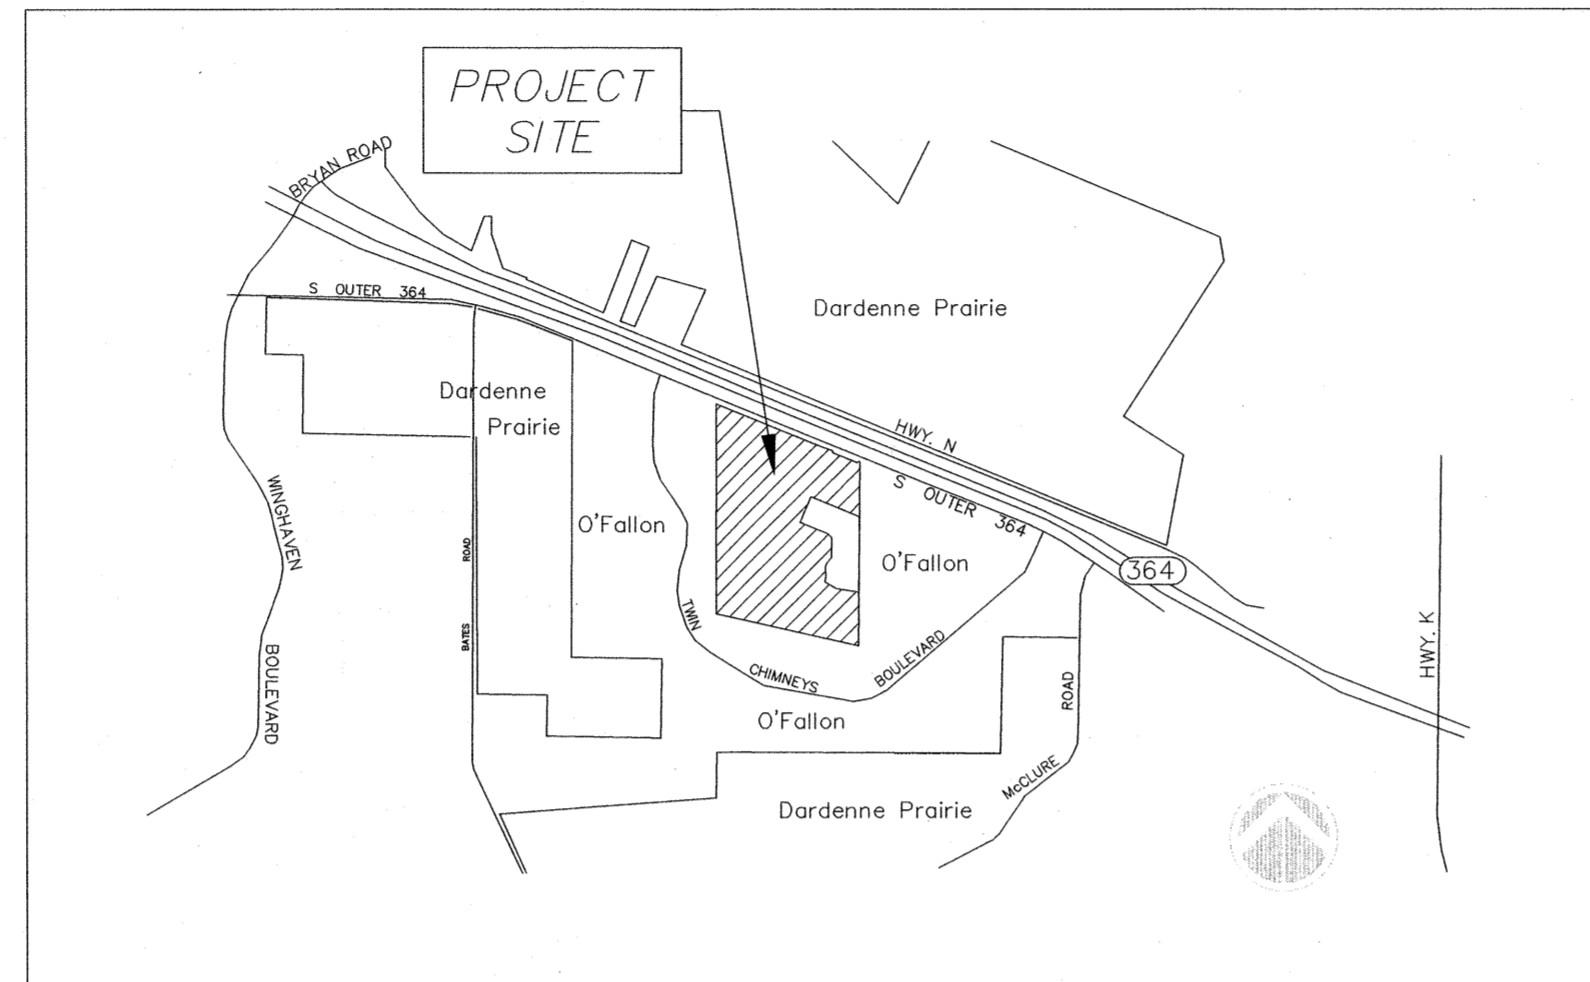 PROJECT
SITE
BRYAN ROAD
S OUTER 364
Dardenne Prairie
Dardenne
Prairie
HWY. N
S OUTER 364
WINGHAVEN
BOULEVARD
BATES
ROAD
O'Fallon
O'Fallon
364
TWIN
CHIMNEYS
BOULEVARD
O'Fallon
ROAD
McCLURE
HWY. K
Dardenne Prairie